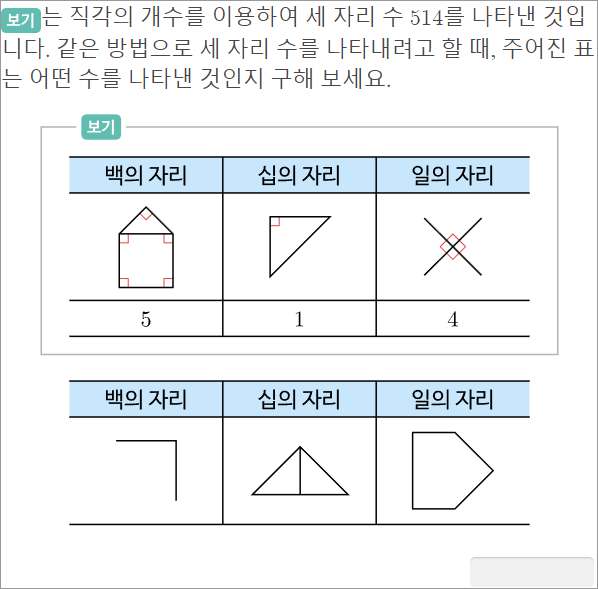 보기는 직각의 개수를 이용하여 세 자리 수 514를 나타낸 것입
니다. 같은 방법으로 세 자리 수를 나타내려고 할 때, 주어진 표
는 어떤 수를 나타낸 것인지 구해 보세요.
보기
백의 자리 십의 자리 일의 자리
5 1 4
백의 자리 십의 자리 일의 자리